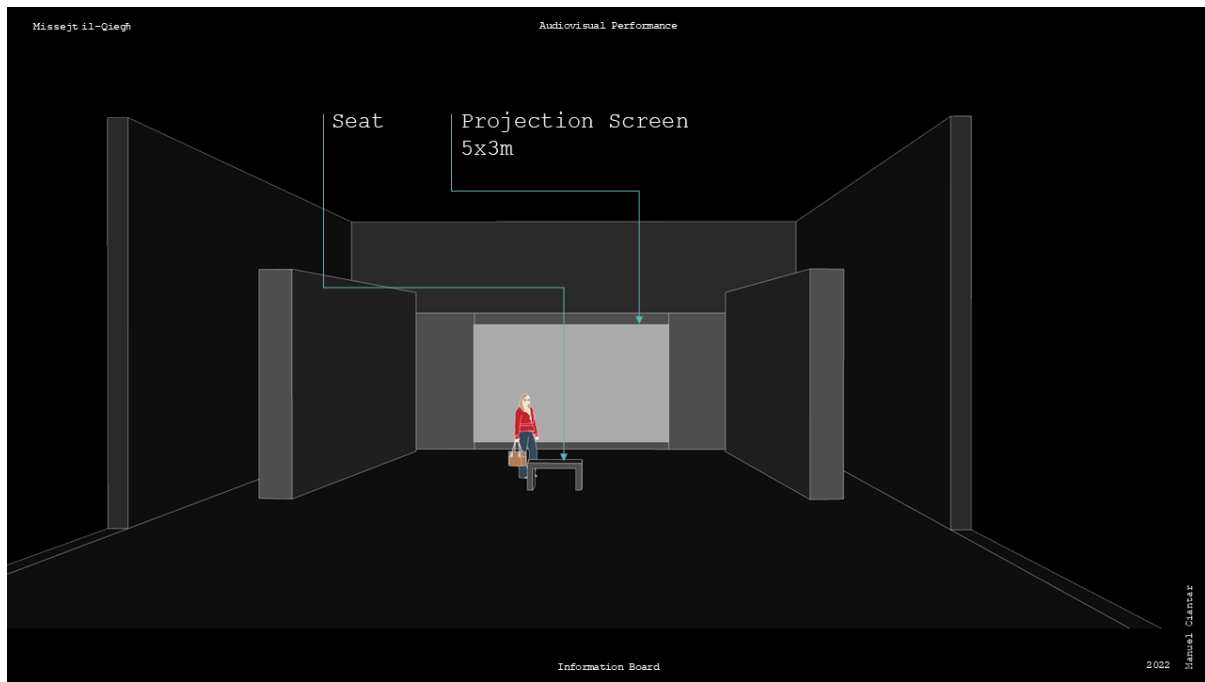 Missejt il-Qiegħ
Audiovisual Performance
Seat
Projection Screen
5x3m
Information Board
2022
Manuel Ciantar